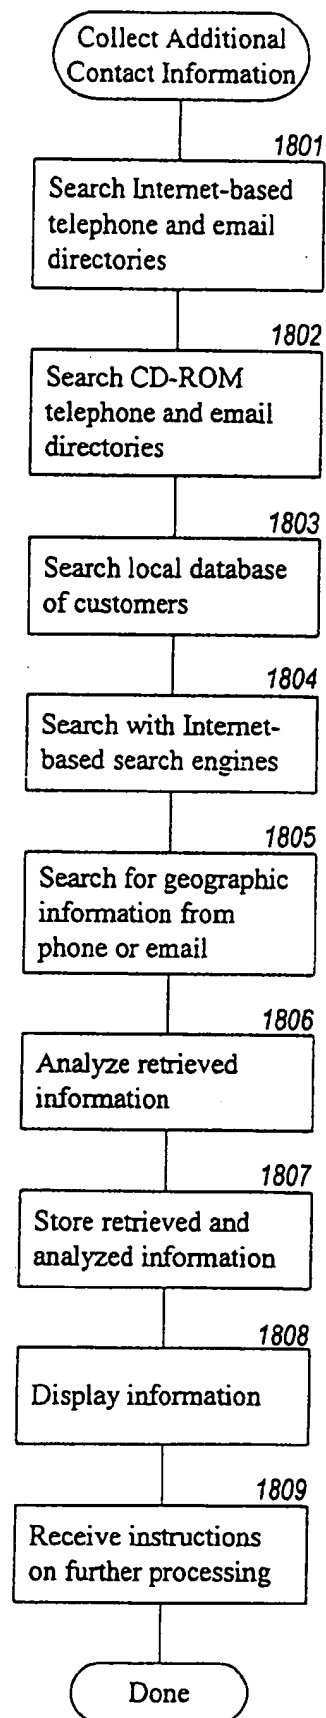 Collect Additional
Contact Information
1801
Search Internet-based
telephone and email
directories
1802
Search CD-ROM
telephone and email
directories
1803
Search local database
of customers
1804
Search with Internet-
based search engines
1805
Search for geographic
information from
phone or email
1806
Analyze retrieved
information
1807
Store retrieved and
analyzed information
1808
Display information
1809
Receive instructions
on further processing
Done